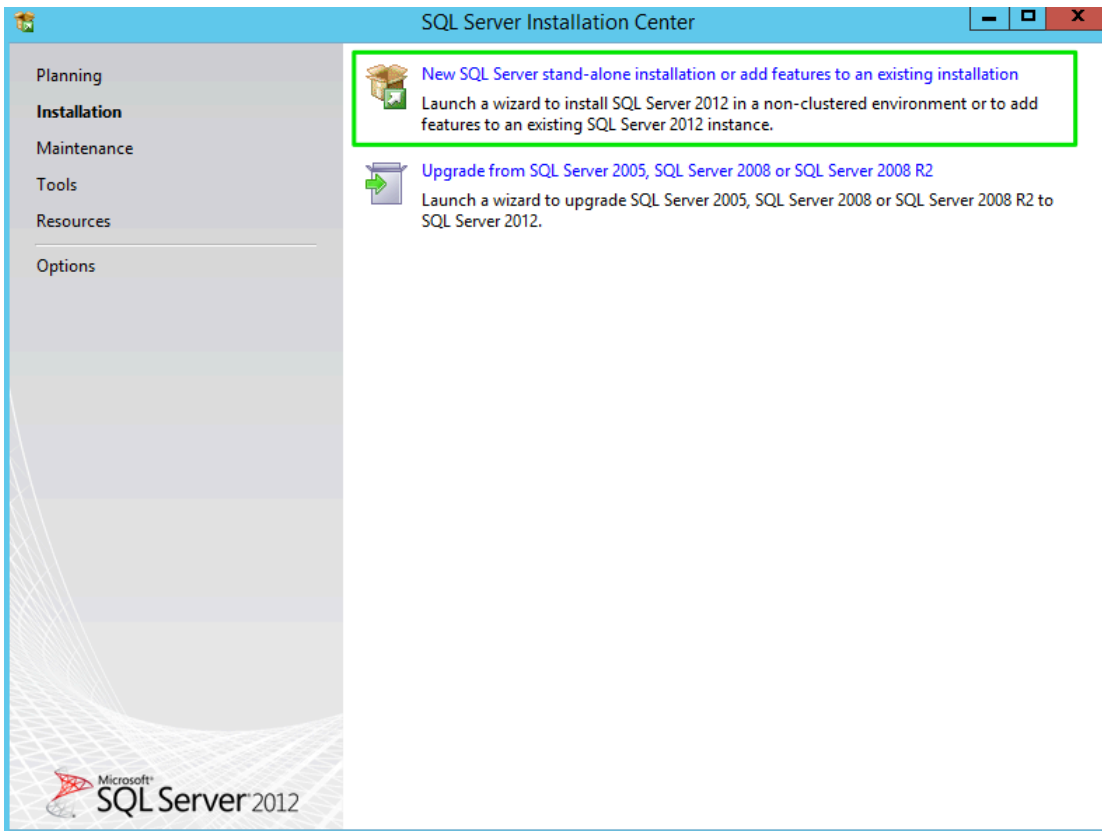 SQL Server Installation Center
Planning
Installation
Maintenance
Tools
Resources
Options
New SQL Server stand-alone installation or add features to an existing installation
Launch a wizard to install SQL Server 2012 in a non-clustered environment or to add
features to an existing SQL Server 2012 instance.
Upgrade from SQL Server 2005, SQL Server 2008 or SQL Server 2008 R2
Launch a wizard to upgrade SQL Server 2005, SQL Server 2008 or SQL Server 2008 R2 to
SQL Server 2012.
Microsoft
SQL Server 2012